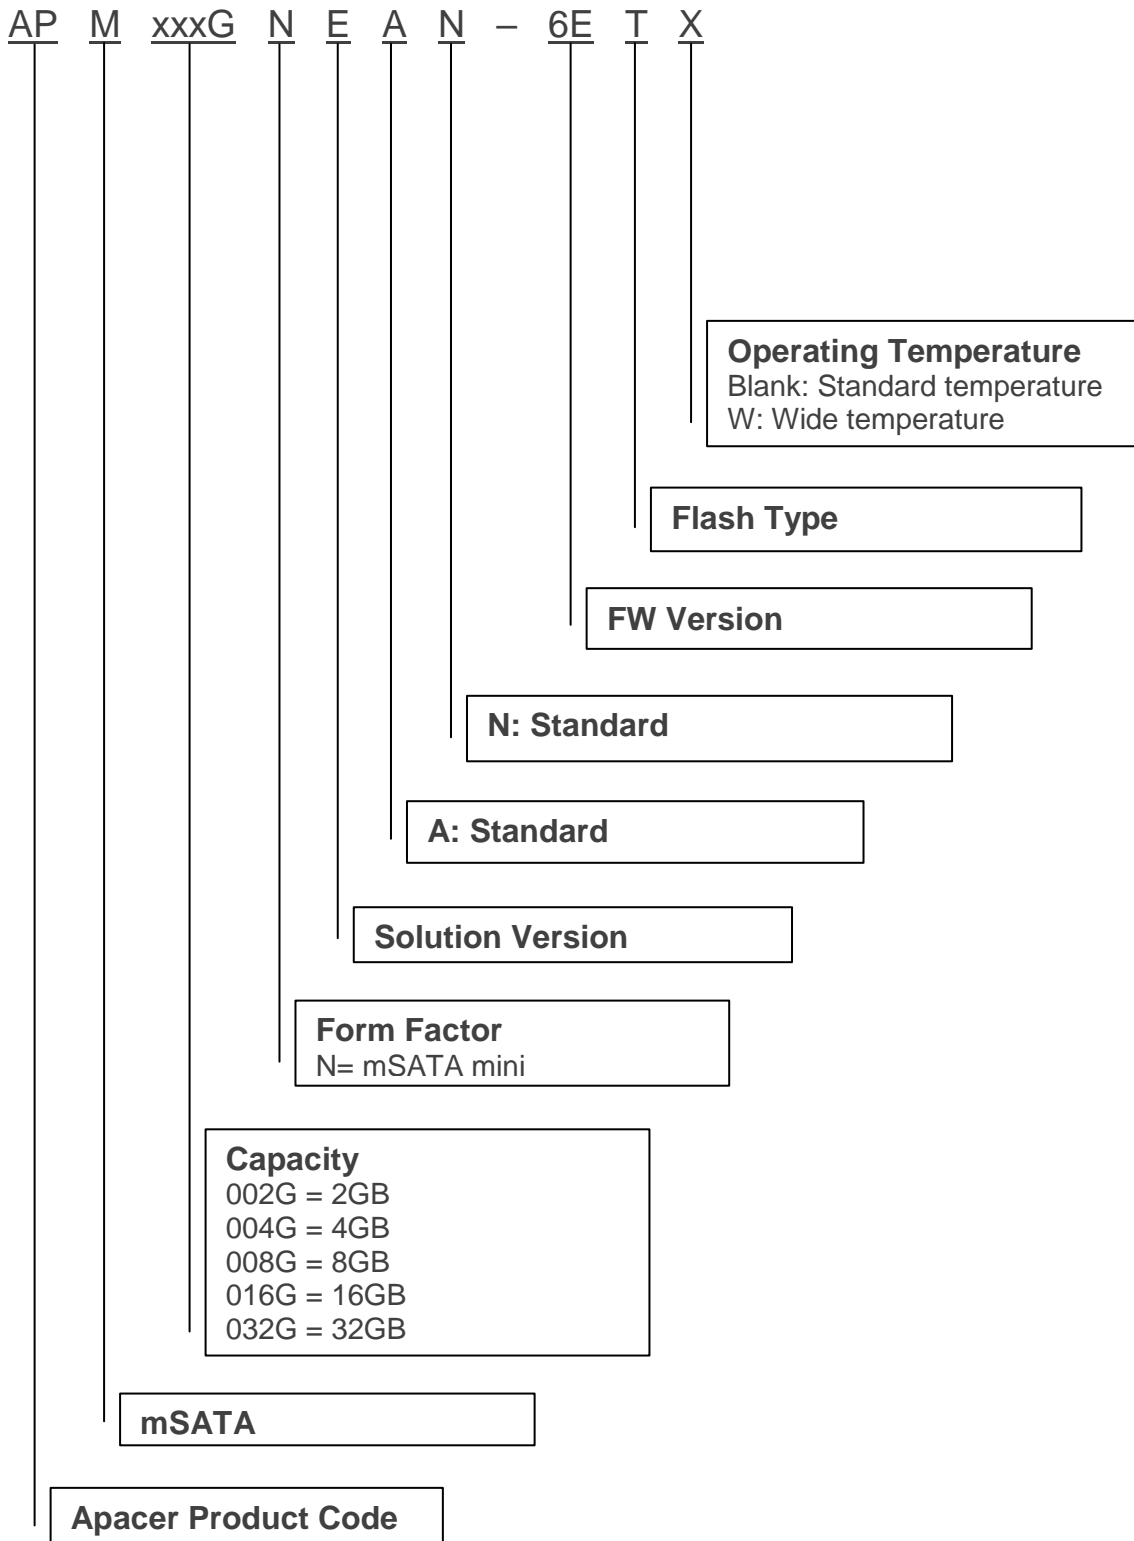 AP M xxxG N E A N – 6E T X
Operating Temperature
Blank: Standard temperature
W: Wide temperature
Flash Type
FW Version
N: Standard
A: Standard
Solution Version
Form Factor
N= mSATA mini
Capacity
002G = 2GB
004G = 4GB
008G = 8GB
016G = 16GB
032G = 32GB
mSATA
Apacer Product Code